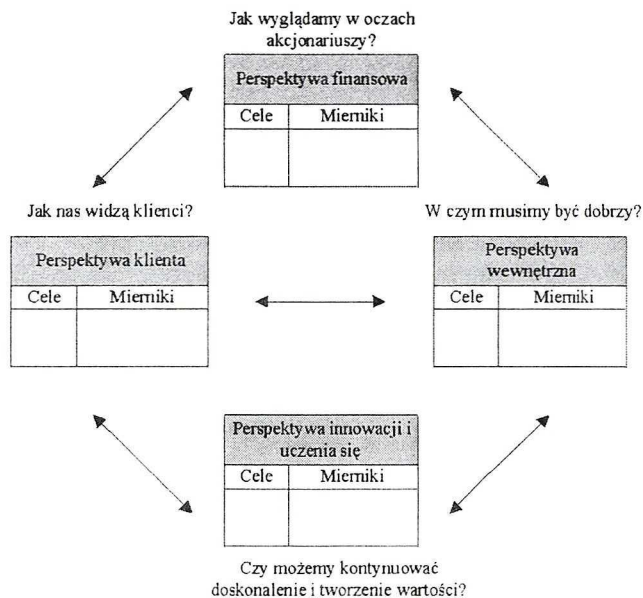 Jak wyglądamy w oczach
akcjonariuszy?
Perspektywa finansowa
Cele Mierniki
Jak nas widzą klienci?
Perspektywa klienta
Cele Mierniki
W czym musimy być dobrzy?
Perspektywa
wewnętrzna
Cele Mierniki
Perspektywa innowacji i
uczenia się
Cele Mierniki
Czy możemy kontynuować
doskonalenie i tworzenie wartości?